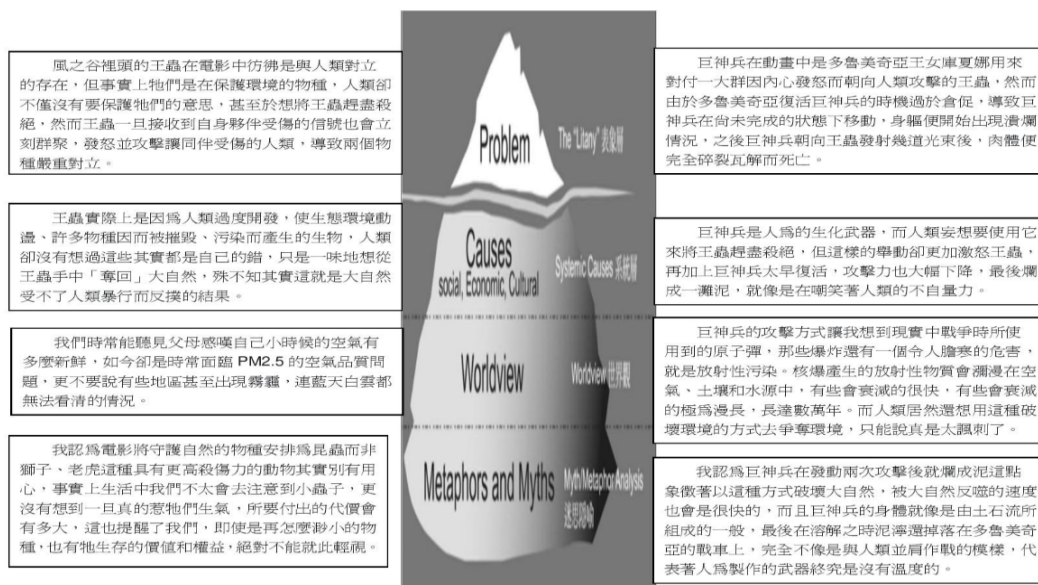 風之谷裡頭的王蟲在電影中彷彿是與人類對立
的存在，但事實上牠們是在保護環境的物種，人類卻
不僅沒有要保護牠們的意思，甚至於想將王蟲趕盡殺
絕，然而王蟲一旦接收到自身夥伴受傷的信號也會立
刻群聚，發怒並攻擊讓同伴受傷的人類，導致兩個物
種嚴重對立。
王蟲實際上是因為人類過度開發，使生態環境動
盪、許多物種因而被摧毀、污染而產生的生物，人類
卻沒有想過這些其實都是自己的錯，只是一味地想從
王蟲手中「奪回」大自然，殊不知其實這就是大自然
受不了人類暴行而反撲的結果。
我們時常能聽見父母感嘆自己小時候的空氣有
多麼新鮮，如今卻是時常面臨 PM2.5 的空氣品質問
題，更不要說有些地區甚至出現霧霾，連藍天白雲都
無法看清的情況。
我認為電影將守護自然的物種安排為昆蟲而非
獅子、老虎這種具有更高殺傷力的動物其實別有用
心，事實上生活中我們不太會去注意到小蟲子，更
沒有想到一旦真的惹牠們生氣，所要付出的代價會
有多大，這也提醒了我們，即使是再怎麼渺小的物
種，也有牠生存的價值和權益，絕對不能就此輕視。
Problem
The "Litany" 表象層
Causes
social, Economic, Cultural
Systemic Causes 系統層
Worldview
Worldview 世界觀
Metaphors and Myths
Myth/Metaphor Analysis
迷思隱喻
巨神兵在動畫中是多魯美奇亞王女庫夏娜用來
對付一大群因內心發怒而朝向人類攻擊的王蟲，然而
由於多魯美奇亞復活巨神兵的時機過於倉促，導致巨
神兵在尚未完成的狀態下移動，身軀便開始出現潰爛
情況，之後巨神兵朝向王蟲發射幾道光束後，肉體便
完全碎裂瓦解而死亡。
巨神兵是人為的生化武器，而人類妄想要使用它
來將王蟲趕盡殺絕，但這樣的舉動卻更加激怒王蟲，
再加上巨神兵太早復活，攻擊力也大幅下降，最後爛
成一灘泥，就像是在嘲笑著人類的不自量力。
巨神兵的攻擊方式讓我想到現實中戰爭時所使
用到的原子彈，那些爆炸還有一個令人膽寒的危害，
就是放射性污染。核爆產生的放射性物質會瀰漫在空
氣、土壤和水源中，有些會衰減的很快，有些會衰減
的極為漫長，長達數萬年。而人類居然還想用這種破
壞環境的方式去爭奪環境，只能說真是太諷刺了。
我認為巨神兵在發動兩次攻擊後就爛成泥這點
象徵著以這種方式破壞大自然，被大自然反噬的速度
也會是很快的，而且巨神兵的身體就像是由土石流所
組成的一般，最後在溶解之時泥濘還掉落在多魯美奇
亞的戰車上，完全不像是與人類並肩作戰的模樣，代
表著人為製作的武器終究是沒有溫度的。